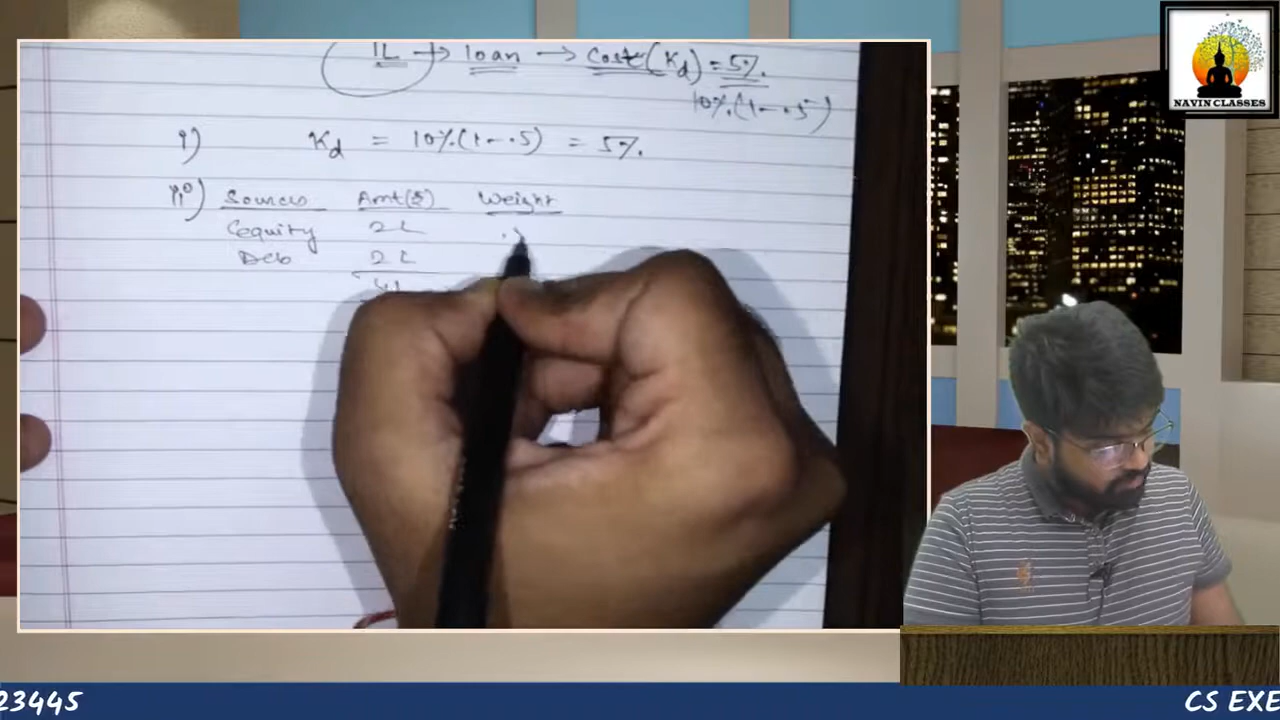 1L → loan → Cost(Kd) = 5%.
10%(1-.5)
NAVIN CLASSES
i) Kd = 10%(1-.5) = 5%.
ii) Sources Amt(₹) Weight
Equity 2L
Deb 2L
4L
23445
CS EXE